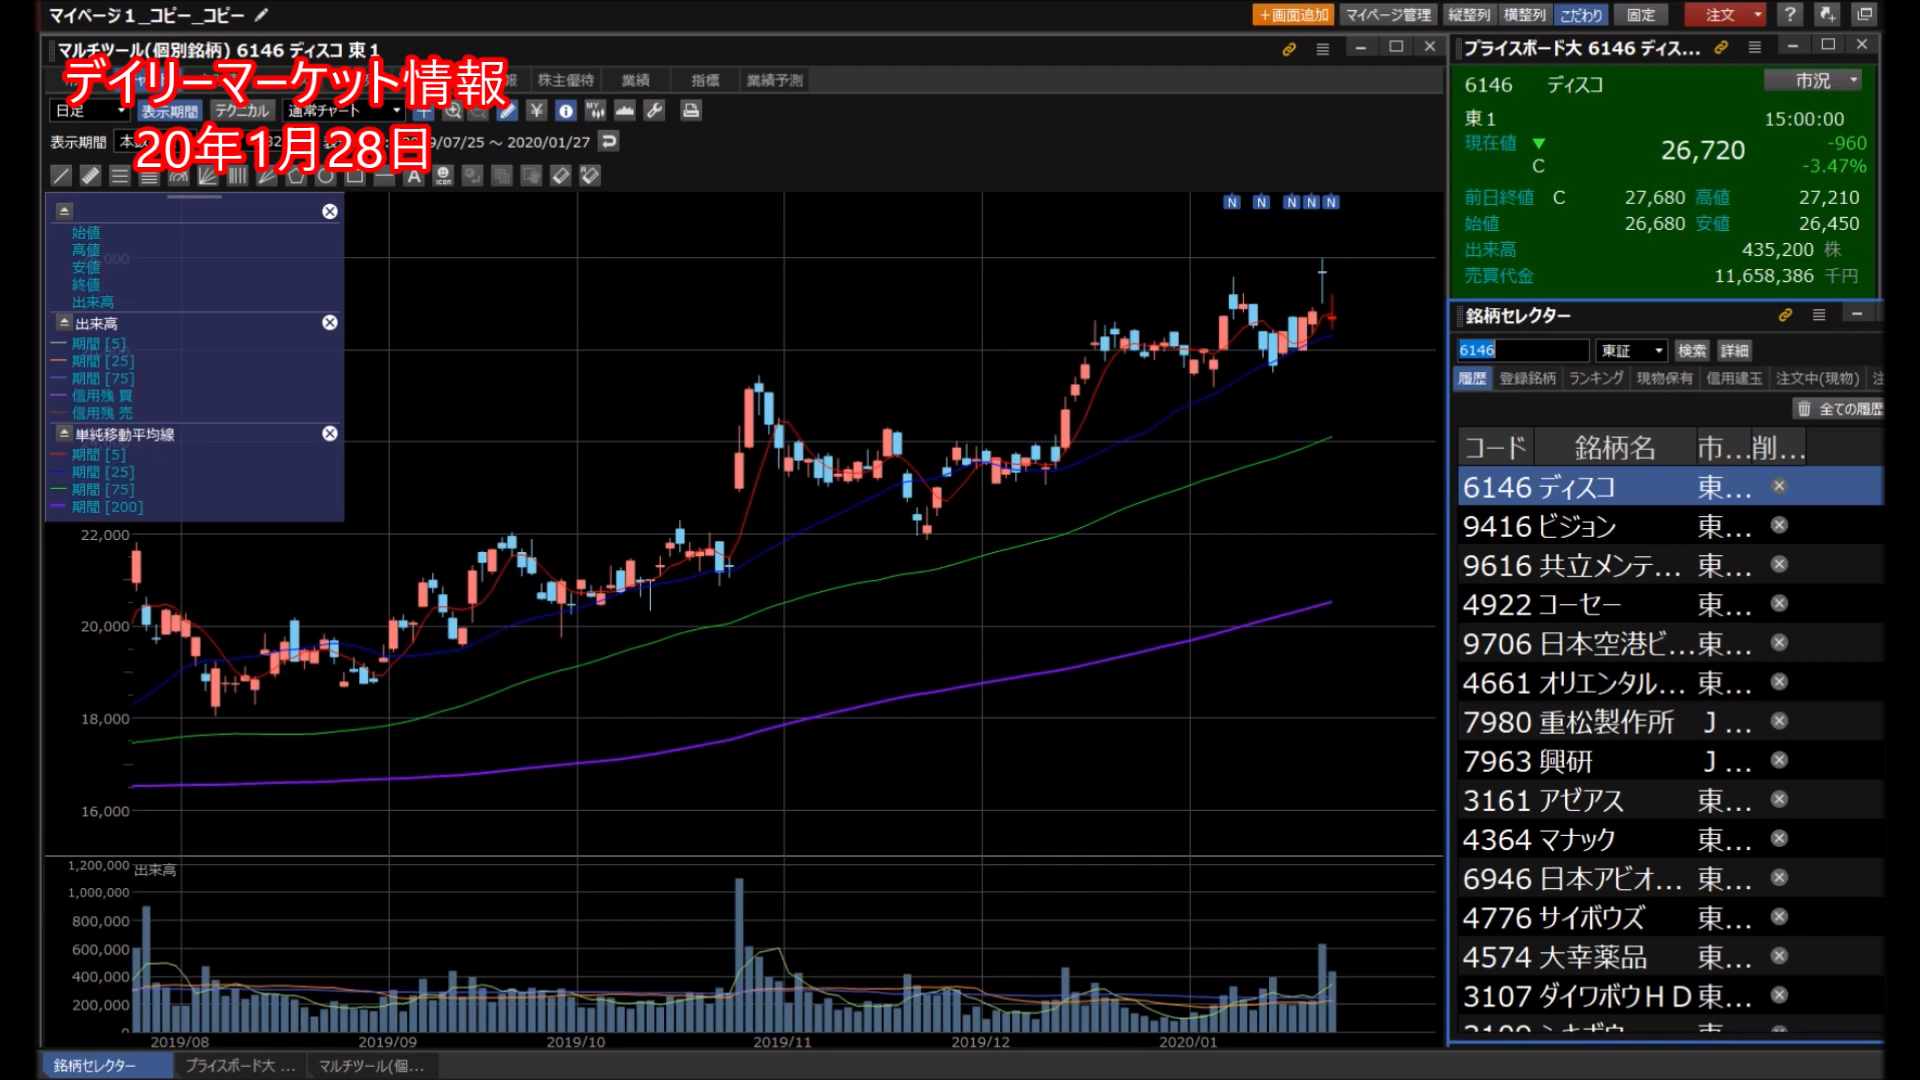 マイページ１_コピー_コピー
＋画面追加 マイページ管理 縦整列 横整列 こだわり 固定 注文 ?
マルチツール(個別銘柄) 6146 ディスコ 東１
デイリーマーケット情報
株主優待 業績 指標 業績予測
日足 表示期間 テクニカル 通常チャート
20年1月28日
表示期間 本数 /07/25 ～ 2020/01/27
始値
高値
安値
終値
出来高
出来高
期間 [5]
期間 [25]
期間 [75]
信用残 買
信用残 売
単純移動平均線
期間 [5]
期間 [25]
期間 [75]
期間 [200]
N N N N N
22,000
20,000
18,000
16,000
1,200,000 出来高
1,000,000
800,000
600,000
400,000
200,000
0
2019/08 2019/09 2019/10 2019/11 2019/12 2020/01
プライスボード大 6146 ディス...
6146 ディスコ 市況
東１ 15:00:00
現在値 ▼ 26,720 -960
C -3.47%
前日終値 C 27,680 高値 27,210
始値 26,680 安値 26,450
出来高 435,200 株
売買代金 11,658,386 千円
銘柄セレクター
6146 東証 検索 詳細
履歴 登録銘柄 ランキング 現物保有 信用建玉 注文中(現物) 注
全ての履歴
コード 銘柄名 市... 削...
6146 ディスコ 東...
9416 ビジョン 東...
9616 共立メンテ... 東...
4922 コーセー 東...
9706 日本空港ビ... 東...
4661 オリエンタル... 東...
7980 重松製作所 Ｊ...
7963 興研 Ｊ...
3161 アゼアス 東...
4364 マナック 東...
6946 日本アビオ... 東...
4776 サイボウズ 東...
4574 大幸薬品 東...
3107 ダイワボウＨＤ 東...
銘柄セレクター プライスボード大 ... マルチツール(個...